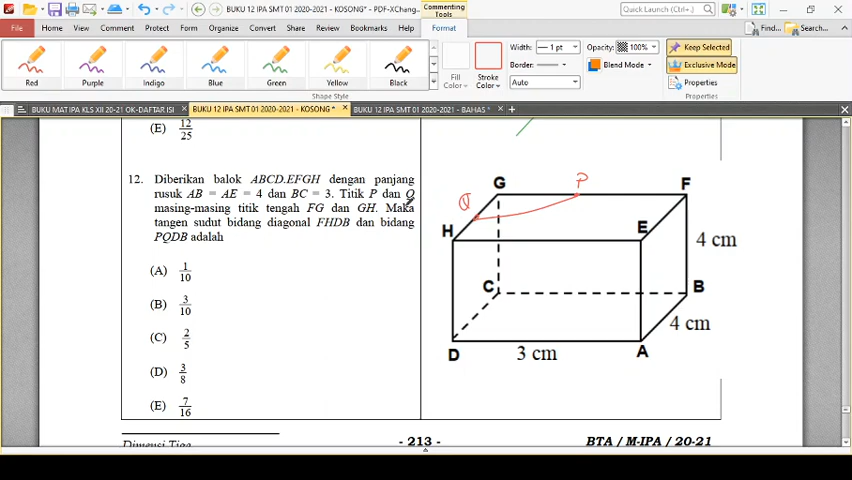 BUKU 12 IPA SMT 01 2020-2021 - KOSONG* - PDF-XChan
Commenting Tools
Quick Launch (Ctrl+.)
File Home View Comment Protect Form Organize Convert Share Review Bookmarks Help Format
Find...
Search...
Red Purple Indigo Blue Green Yellow Black
Shape Style
Fill Color
Stroke Color
Width: 1 pt
Border:
Auto
Opacity: 100%
Blend Mode
Keep Selected
Exclusive Mode
Properties
Properties
BUKU MAT IPA KLS XII 20-21 OK-DAFTAR ISI
BUKU 12 IPA SMT 01 2020-2021 - KOSONG *
BUKU 12 IPA SMT 01 2020-2021 - BAHAS *
(E) 12/25
12. Diberikan balok ABCD.EFGH dengan panjang
rusuk AB = AE = 4 dan BC = 3. Titik P dan Q
masing-masing titik tengah FG dan GH. Maka
tangen sudut bidang diagonal FHDB dan bidang
PQDB adalah
(A) 1/10
(B) 3/10
(C) 2/5
(D) 3/8
(E) 7/16
G P F
Q
H E
4 cm
C B
4 cm
D 3 cm A
Dimensi Tiga
- 213 -
BTA / M-IPA / 20-21